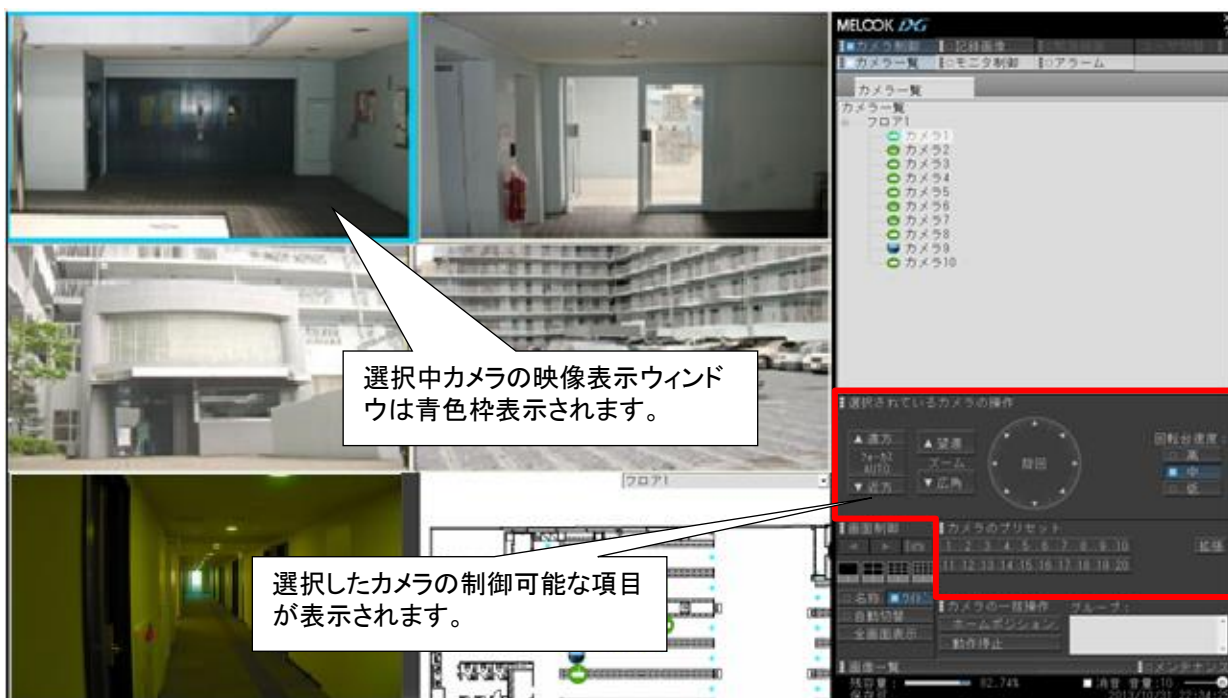 MELOOK DG
カメラ制御 記録画像
カメラ一覧 モニタ制御 アラーム
カメラ一覧
カメラ一覧
フロア1
カメラ1
カメラ2
カメラ3
カメラ4
カメラ5
カメラ6
カメラ7
カメラ8
カメラ9
カメラ10
選択中カメラの映像表示ウィンド
ウは青色枠表示されます。
選択されているカメラの操作
▲遠方 ▲望遠 回転台速度
フォーカス ズーム 旋回 高
AUTO 中
▼近方 ▼広角 低
フロア1
画面制御 カメラのプリセット
1 2 3 4 5 6 7 8 9 10 拡張
11 12 13 14 15 16 17 18 19 20
選択したカメラの制御可能な項目
が表示されます。
名称 ワイド
自動切替
全画面表示
カメラの一括操作 グループ:
ホームポジション
動作停止
画像一覧 メンテナンス
残容量: 82.74% 消音 音量:10